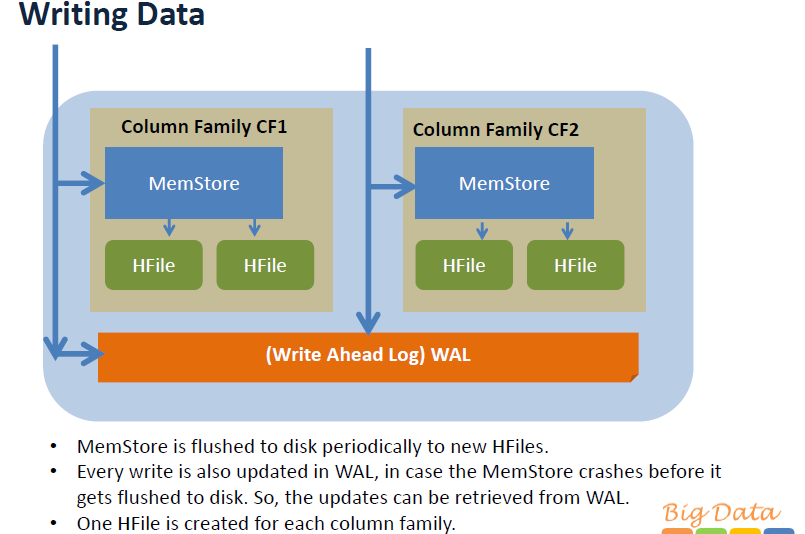 Writing Data
Column Family CF1
Column Family CF2
MemStore
MemStore
HFile
HFile
HFile
HFile
(Write Ahead Log) WAL
• MemStore is flushed to disk periodically to new HFiles.
• Every write is also updated in WAL, in case the MemStore crashes before it
gets flushed to disk. So, the updates can be retrieved from WAL.
• One HFile is created for each column family.
Big Data